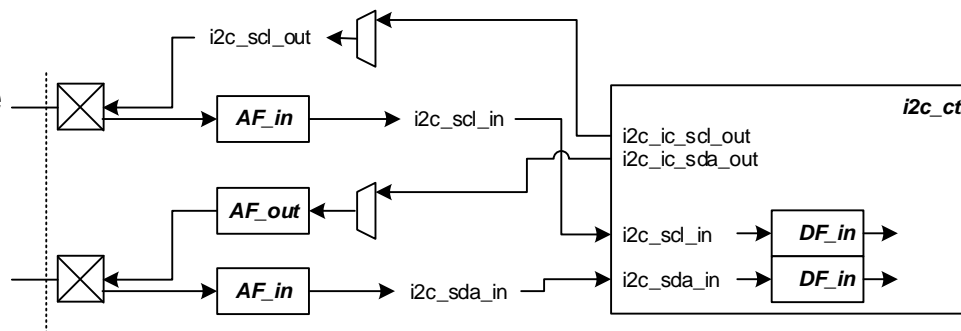 i2c_scl_out
e
AF_in
i2c_scl_in
i2c_ct
i2c_ic_scl_out
i2c_ic_sda_out
AF_out
i2c_scl_in
DF_in
AF_in
i2c_sda_in
i2c_sda_in
DF_in